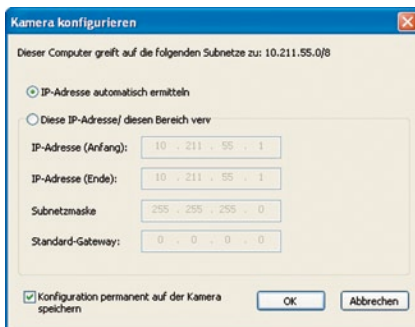 Kamera konfigurieren
Dieser Computer greift auf die folgenden Subnetze zu: 10.211.55.0/8
IP-Adresse automatisch ermitteln
Diese IP-Adresse/ diesen Bereich verv
IP-Adresse (Anfang): 10 . 211 . 55 . 1
IP-Adresse (Ende): 10 . 211 . 55 . 1
Subnetzmaske 255 . 255 . 255 . 0
Standard-Gateway: 0 . 0 . 0 . 0
Konfiguration permanent auf der Kamera
speichern
OK Abbrechen